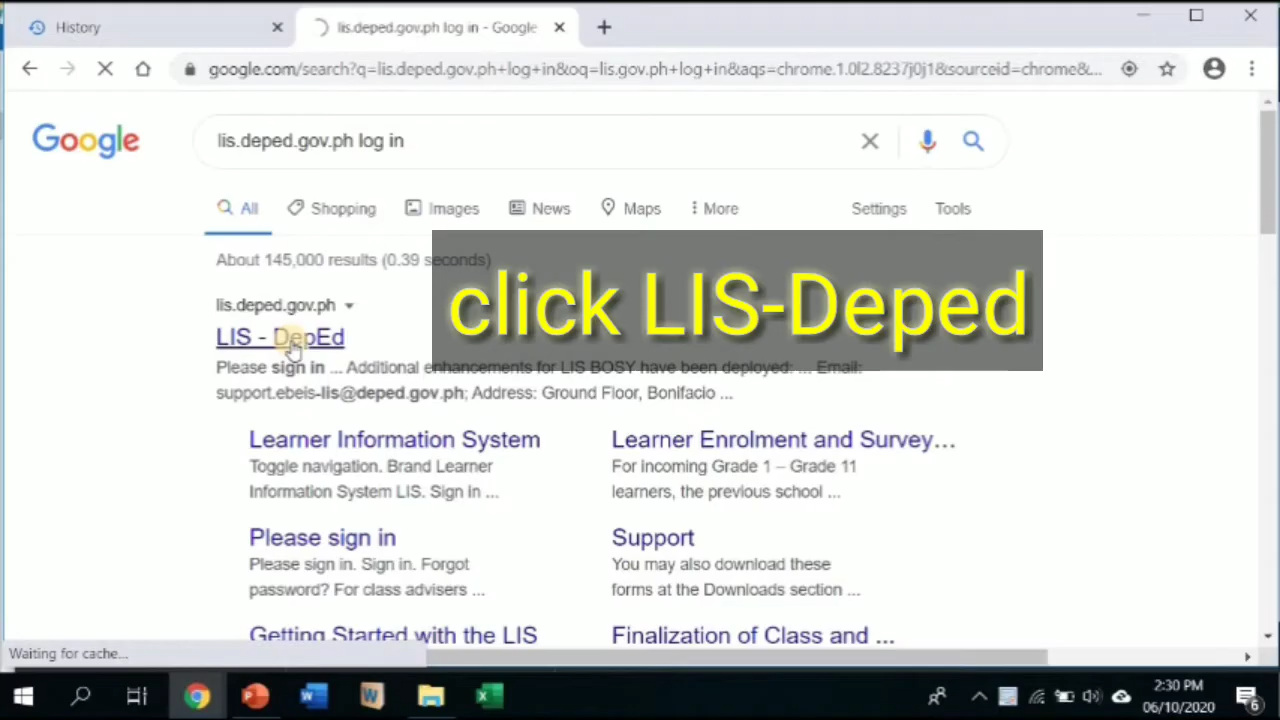 History
lis.deped.gov.ph log in - Google
google.com/search?q=lis.deped.gov.ph+log+in&oq=lis.gov.ph+log+in&aqs=chrome.1.0l2.8237j0j1&sourceid=chrome&...
Google
lis.deped.gov.ph log in
All
Shopping
Images
News
Maps
More
Settings
Tools
About 145,000 results (0.39 seconds)
click LIS-Deped
lis.deped.gov.ph
LIS - DepEd
Please sign in ... Additional enhancements for LIS BOSY have been deployed: ... Email:
support.ebeis-lis@deped.gov.ph; Address: Ground Floor, Bonifacio ...
Learner Information System
Toggle navigation. Brand Learner
Information System LIS. Sign In ...
Learner Enrolment and Survey...
For incoming Grade 1 – Grade 11
learners, the previous school ...
Please sign in
Please sign in. Sign in. Forgot
password? For class advisers ...
Support
You may also download these
forms at the Downloads section ...
Getting Started with the LIS
Finalization of Class and ...
Waiting for cache...
2:30 PM
06/10/2020
6